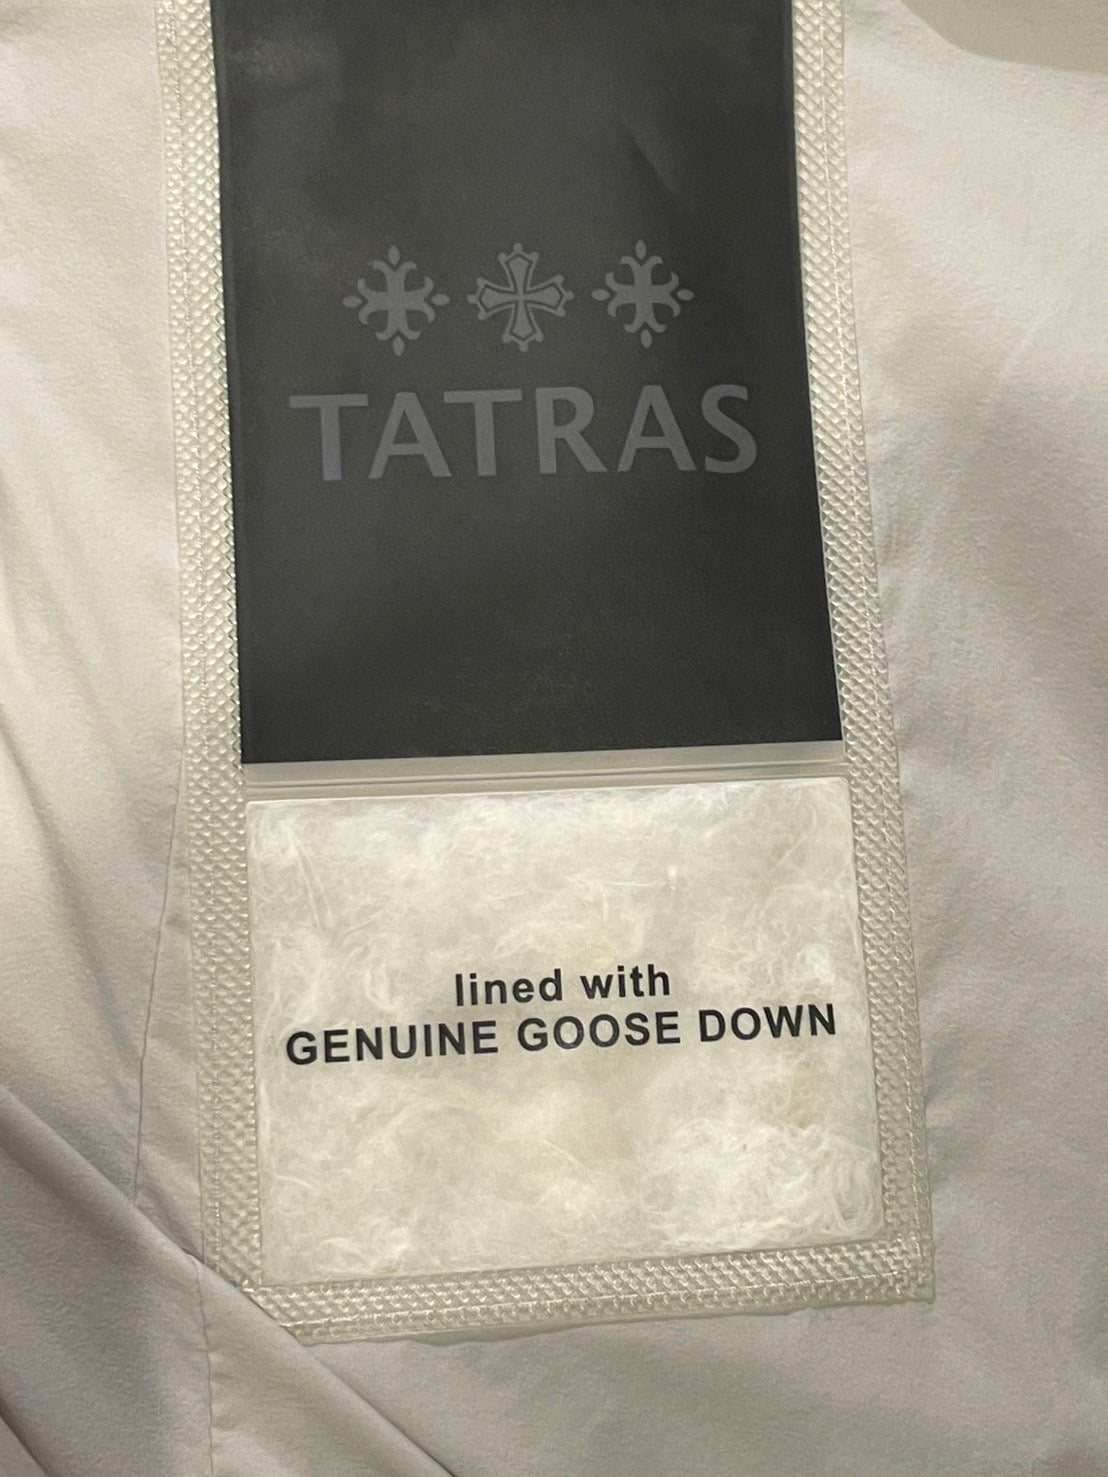 TATRAS
lined with
GENUINE GOOSE DOWN